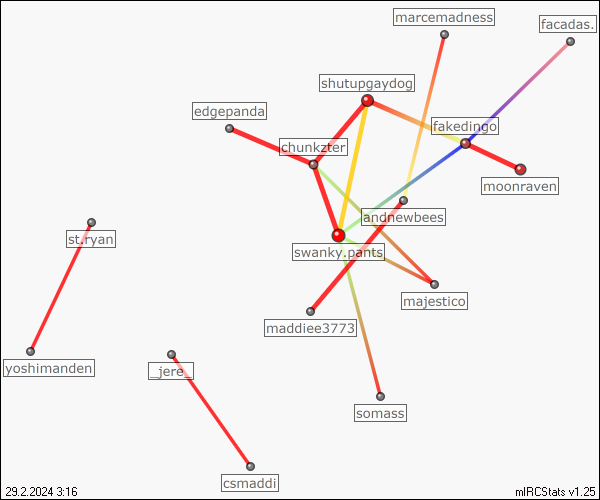 marcemadness
facadas.
shutupgaydog
edgepanda
fakedingo
chunkzter
moonraven
andnewbees
st.ryan
swanky.pants
majestico
maddiee3773
yoshimanden
_jere_
somass
csmaddi
29.2.2024 3:16
mIRCStats v1.25